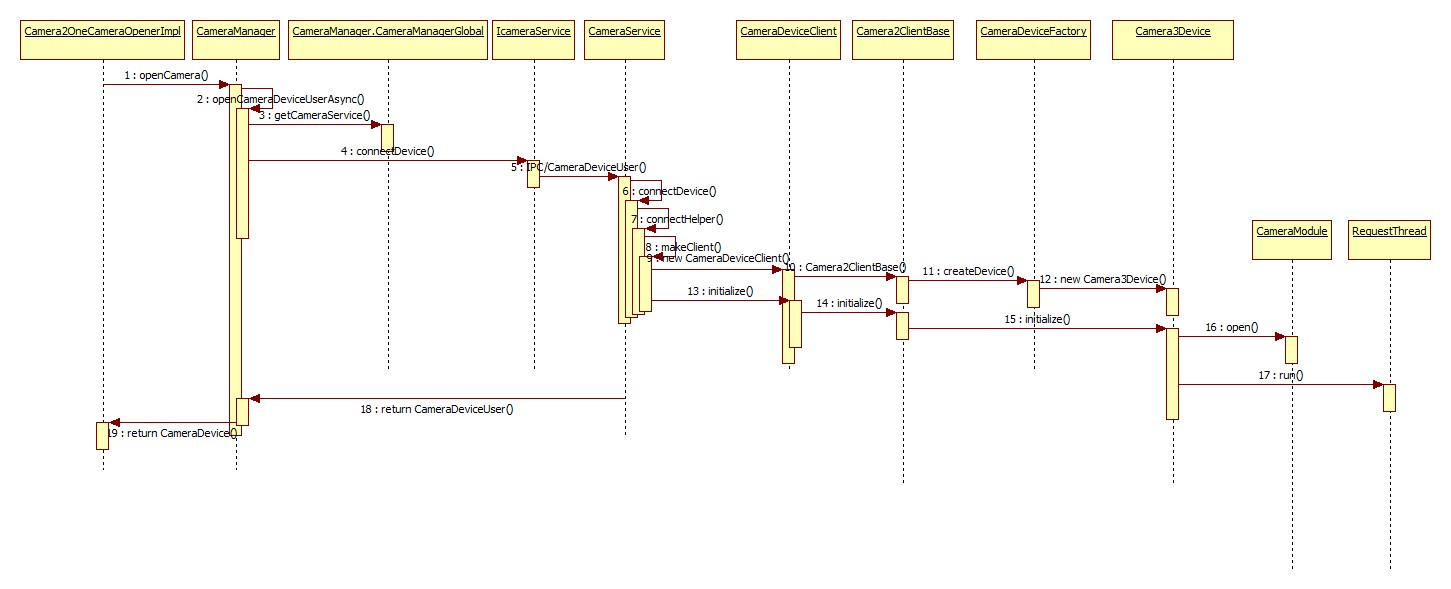 Camera2OneCameraOpenerImpl
CameraManager
CameraManager.CameraManagerGlobal
IcameraService
CameraService
CameraDeviceClient
Camera2ClientBase
CameraDeviceFactory
Camera3Device
1 : openCamera()
2 : openCameraDeviceUserAsync()
3 : getCameraService()
4 : connectDevice()
5 : IPC/CameraDeviceUser()
6 : connectDevice()
7 : connectHelper()
CameraModule
RequestThread
8 : makeClient()
9 : new CameraDeviceClient()
10 : Camera2ClientBase()
11 : createDevice()
12 : new Camera3Device()
13 : initialize()
14 : initialize()
15 : initialize()
16 : open()
17 : run()
18 : return CameraDeviceUser()
19 : return CameraDevice()